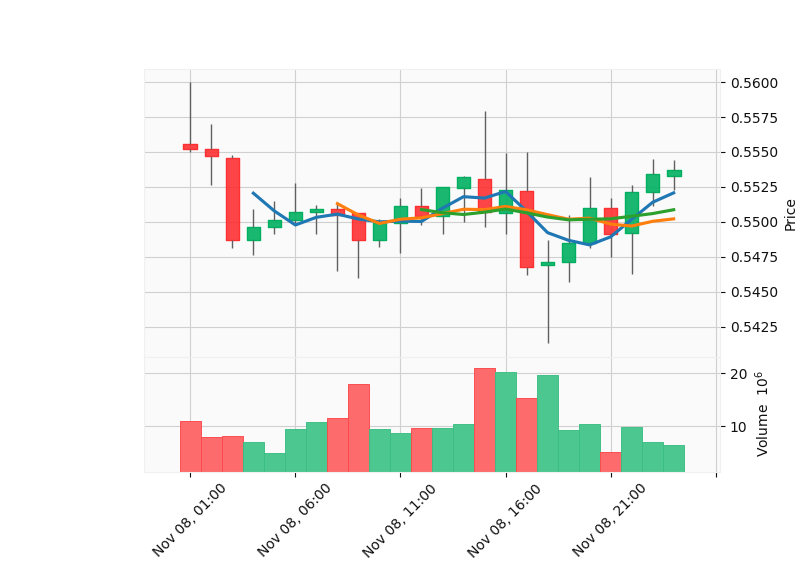 0.5600
0.5575
0.5550
0.5525
0.5500
0.5475
0.5450
0.5425
Price
20
10
Volume 10⁶
Nov 08, 01:00
Nov 08, 06:00
Nov 08, 11:00
Nov 08, 16:00
Nov 08, 21:00